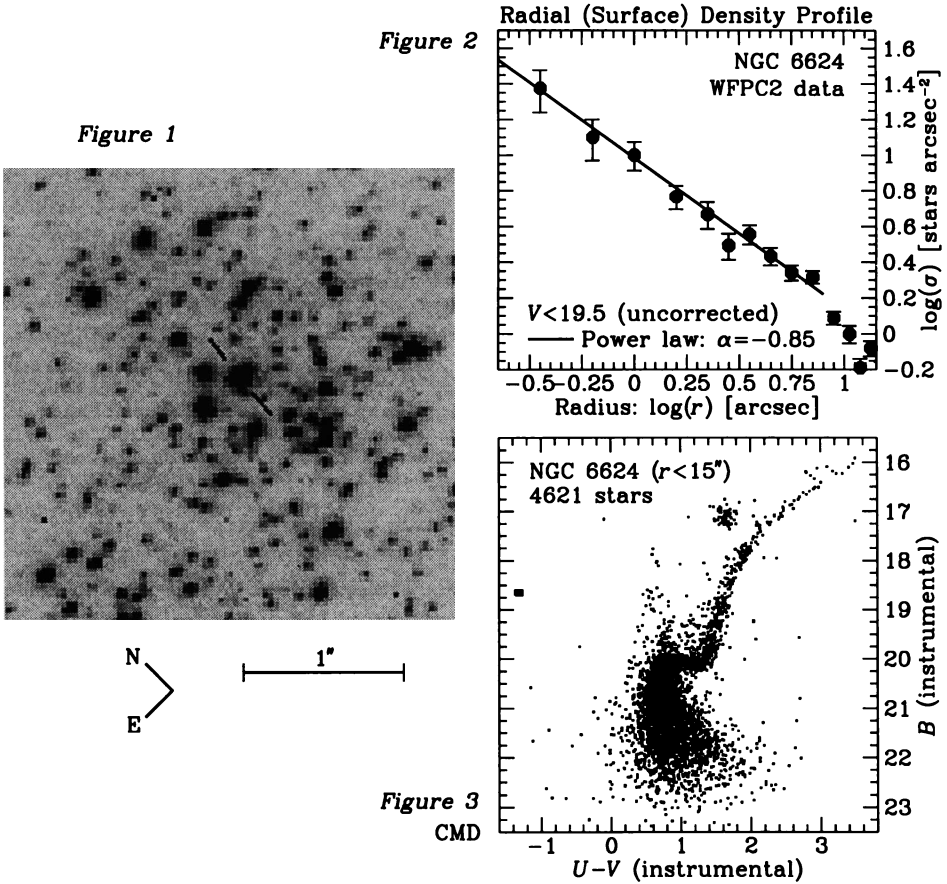 Figure 1
N
E
1″
Figure 2
Radial (Surface) Density Profile
NGC 6624
WFPC2 data
V<19.5 (uncorrected)
Power law: α=−0.85
1.6
1.4
1.2
1
0.8
0.6
0.4
0.2
0
−0.2
log(σ) [stars arcsec⁻²]
−0.5 −0.25 0 0.25 0.5 0.75 1
Radius: log(r) [arcsec]
Figure 3
CMD
NGC 6624 (r<15″)
4621 stars
16
17
18
19
20
21
22
23
B (instrumental)
−1 0 1 2 3
U−V (instrumental)